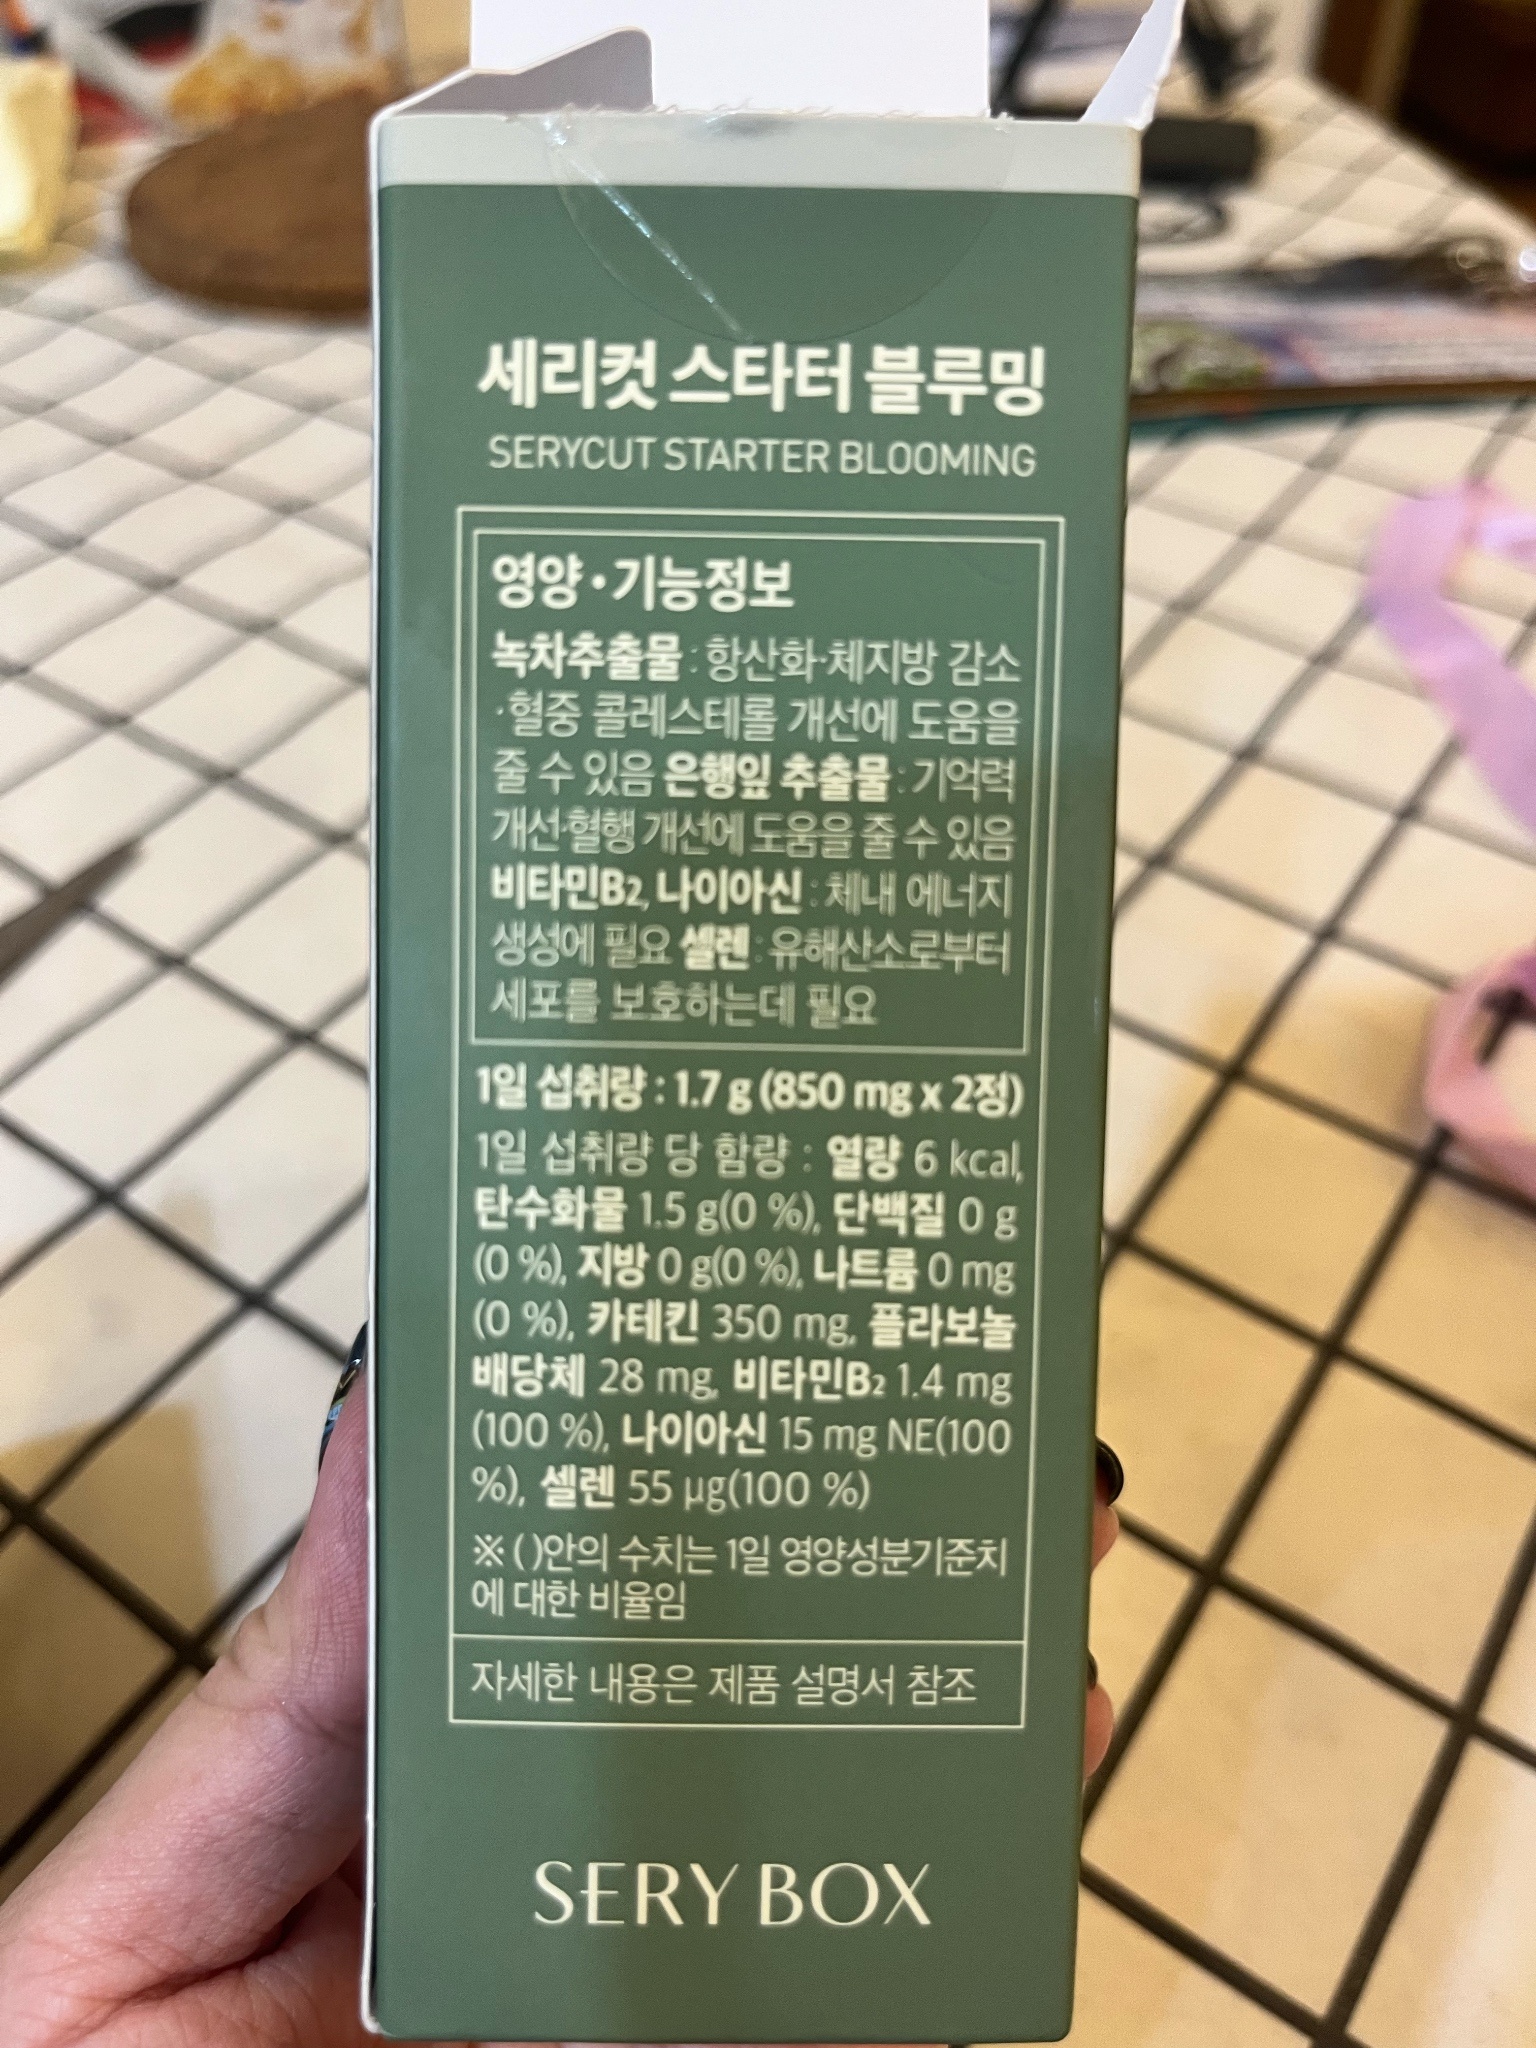 세리컷 스타터 블루밍
SERYCUT STARTER BLOOMING
영양·기능정보
녹차추출물 : 항산화·체지방 감소
·혈중 콜레스테롤 개선에 도움을
줄 수 있음 은행잎 추출물 : 기억력
개선·혈행 개선에 도움을 줄 수 있음
비타민B2, 나이아신 : 체내 에너지
생성에 필요 셀렌 : 유해산소로부터
세포를 보호하는데 필요
1일 섭취량 : 1.7 g (850 mg x 2정)
1일 섭취량 당 함량 : 열량 6 kcal,
탄수화물 1.5 g(0 %), 단백질 0 g
(0 %), 지방 0 g(0 %), 나트륨 0 mg
(0 %), 카테킨 350 mg, 플라보놀
배당체 28 mg, 비타민B2 1.4 mg
(100 %), 나이아신 15 mg NE(100
%), 셀렌 55 µg(100 %)
※ ( )안의 수치는 1일 영양성분기준치
에 대한 비율임
자세한 내용은 제품 설명서 참조
SERY BOX